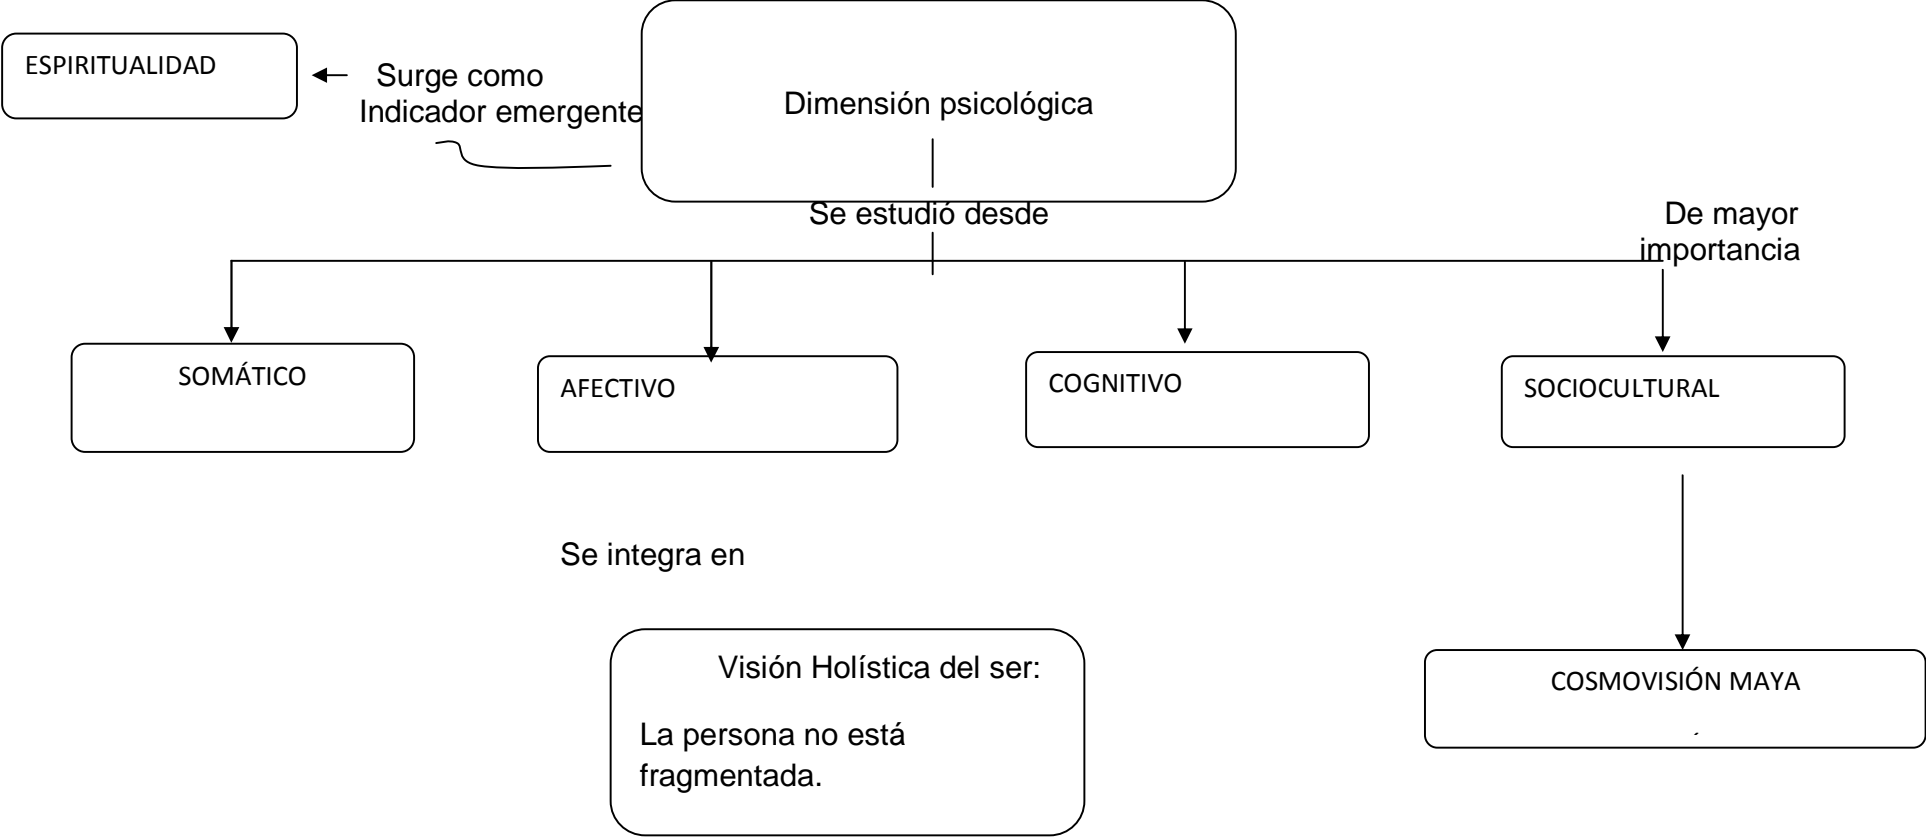 ESPIRITUALIDAD
Surge como
Indicador emergente
Dimensión psicológica
Se estudió desde
De mayor
importancia
SOMÁTICO
AFECTIVO
COGNITIVO
SOCIOCULTURAL
Se integra en
Visión Holística del ser:
La persona no está
fragmentada.
COSMOVISIÓN MAYA